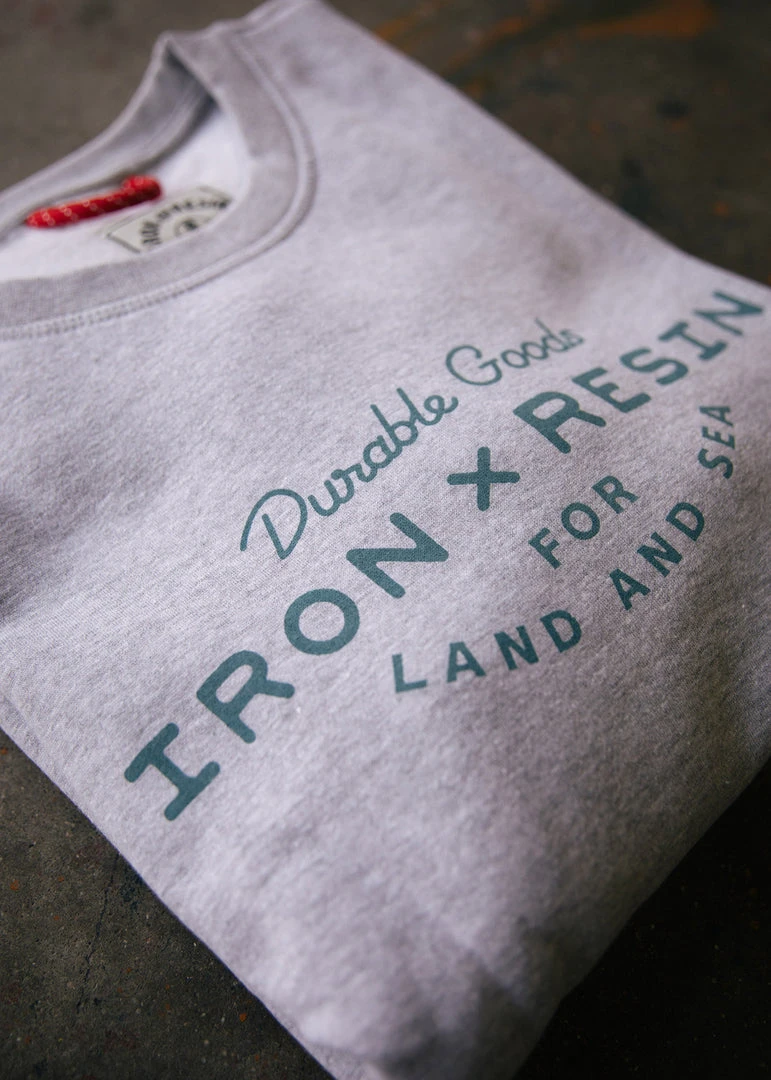 Durable Goods
IRON × RESIN
FOR
LAND AND SEA